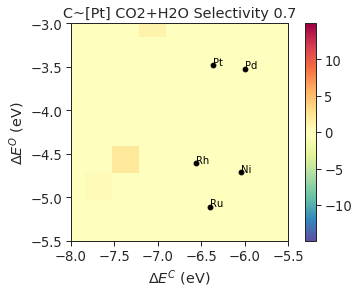 C~[Pt] CO2+H2O Selectivity 0.7
−3.0
−3.5
−4.0
−4.5
−5.0
−5.5
ΔE^O (eV)
Pt
Pd
Rh
Ni
Ru
−8.0 −7.5 −7.0 −6.5 −6.0 −5.5
ΔE^C (eV)
10
5
0
−5
−10